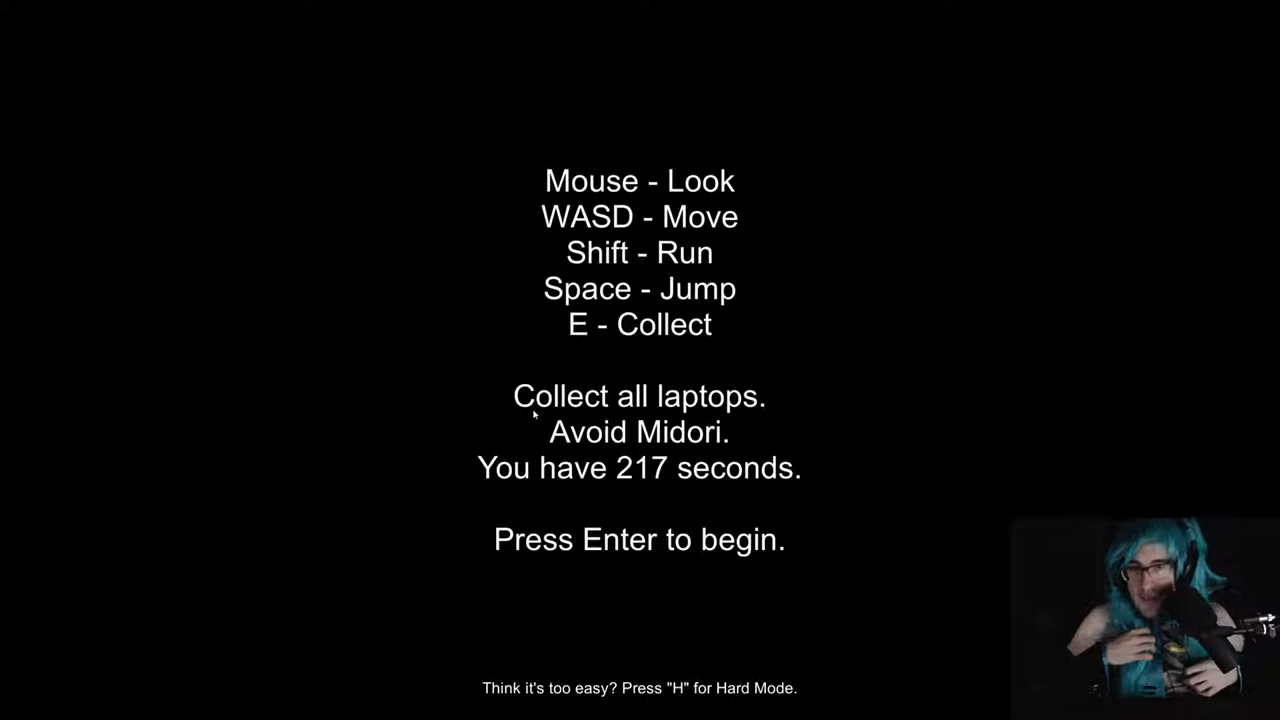 Mouse - Look
WASD - Move
Shift - Run
Space - Jump
E - Collect
Collect all laptops.
Avoid Midori.
You have 217 seconds.
Press Enter to begin.
Think it's too easy? Press "H" for Hard Mode.